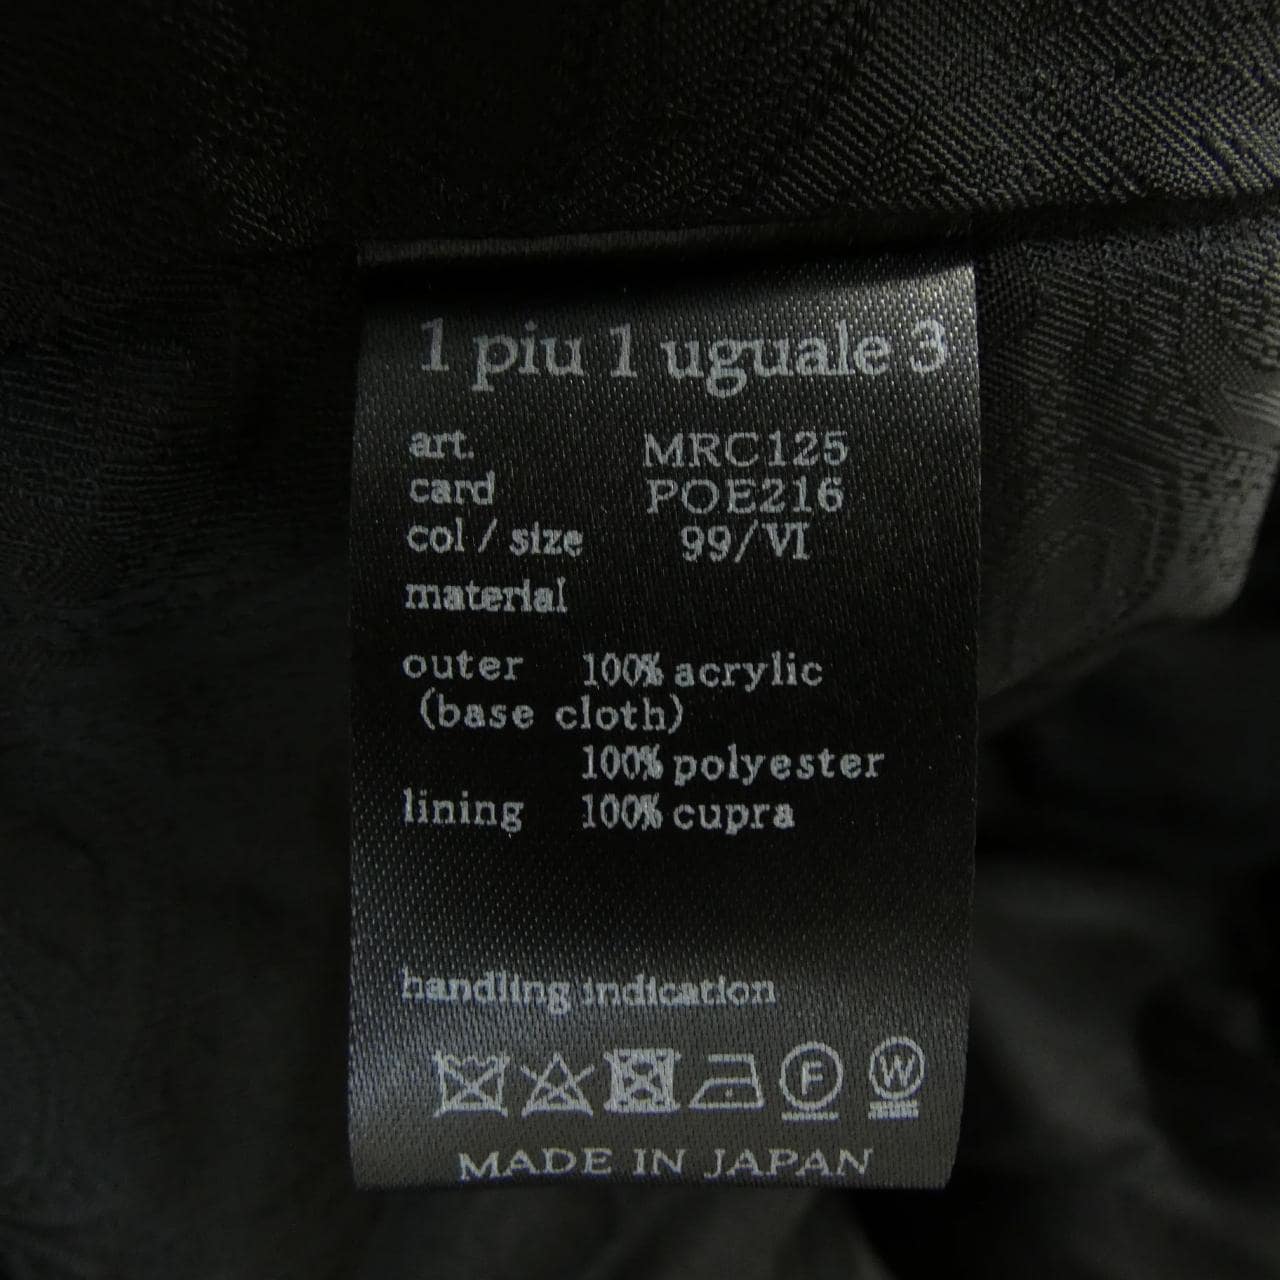 1 piu 1 uguale 3
art. MRC125
card POE216
col / size 99/VI
material
outer 100% acrylic
(base cloth)
100% polyester
lining 100% cupra
handling indication
F W
MADE IN JAPAN